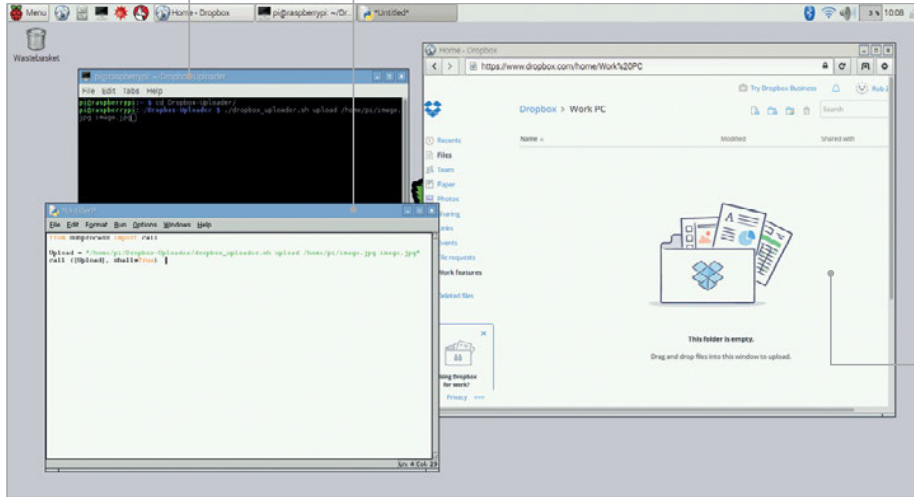 Menu
Home - Dropbox
pi@raspberrypi: ~/Dr...
*Untitled*
3 %
10:08
Wastebasket
pi@raspberrypi: ~/Dropbox-Uploader
File Edit Tabs Help
pi@raspberrypi:~ $ cd Dropbox-Uploader/
pi@raspberrypi:~/Dropbox-Uploader $ ./dropbox_uploader.sh upload /home/pi/image.
jpg image.jpg
*Untitled*
File Edit Format Run Options Windows Help
from subprocess import call
Upload = "/home/pi/Dropbox-Uploader/dropbox_uploader.sh upload /home/pi/image.jpg image.jpg"
call ([Upload], shell=True)
Ln: 4 Col: 29
Home - Dropbox
https://www.dropbox.com/home/Work%20PC
Try Dropbox Business
Rob
Dropbox > Work PC
Search
Name
Modified
Shared with
Recents
Files
Team
Paper
Photos
Sharing
Links
Events
File requests
Work features
Deleted files
Using Dropbox
for work?
Privacy
This folder is empty.
Drag and drop files into this window to upload.